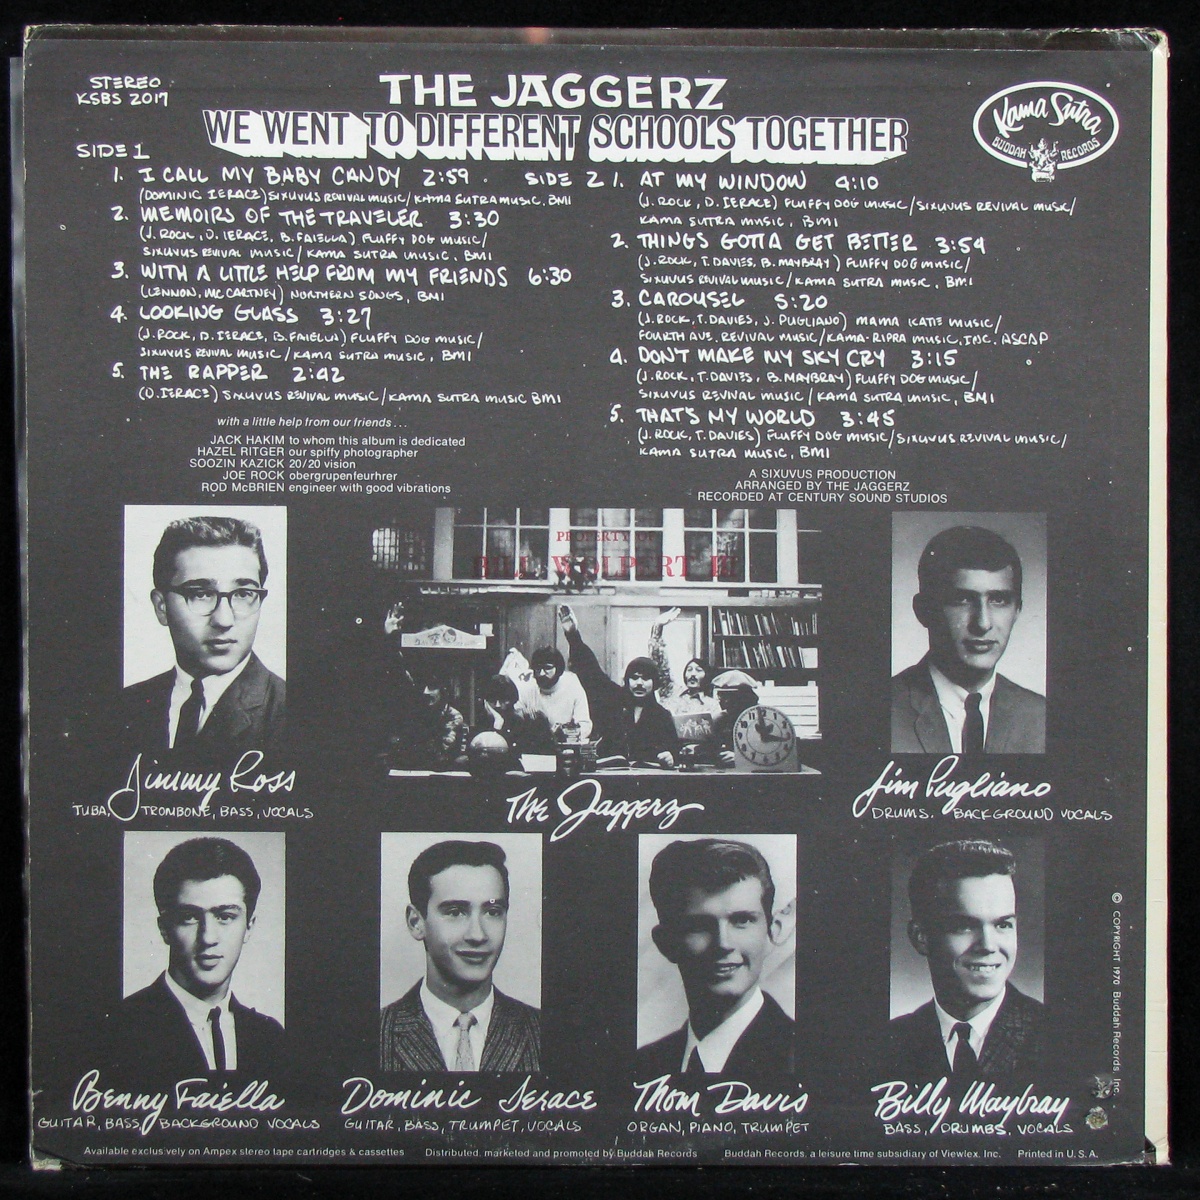 STEREO
KSBS 2017
THE JAGGERZ
WE WENT TO DIFFERENT SCHOOLS TOGETHER
Kama Sutra
BUDDAH RECORDS
SIDE 1
1. I CALL MY BABY CANDY 2:59
(DOMINIC IERACE) SIXUVUS REVIVAL MUSIC/KAMA SUTRA MUSIC, BMI
2. MEMOIRS OF THE TRAVELER 3:30
(J. ROCK, D. IERACE, B. FAIELLA) FLUFFY DOG MUSIC/
SIXUVUS REVIVAL MUSIC/KAMA SUTRA MUSIC, BMI
3. WITH A LITTLE HELP FROM MY FRIENDS 6:30
(LENNON, MC CARTNEY) NORTHERN SONGS, BMI
4. LOOKING GLASS 3:27
(J. ROCK, D. IERACE, B. FAIELLA) FLUFFY DOG MUSIC/
SIXUVUS REVIVAL MUSIC/KAMA SUTRA MUSIC, BMI
5. THE RAPPER 2:42
(D. IERACE) SIXUVUS REVIVAL MUSIC/KAMA SUTRA MUSIC BMI
SIDE 2
1. AT MY WINDOW 4:10
(J. ROCK, D. IERACE) FLUFFY DOG MUSIC/SIXUVUS REVIVAL MUSIC/
KAMA SUTRA MUSIC, BMI
2. THINGS GOTTA GET BETTER 3:54
(J. ROCK, T. DAVIES, B. MAYBRAY) FLUFFY DOG MUSIC/
SIXUVUS REVIVAL MUSIC/KAMA SUTRA MUSIC, BMI
3. CAROUSEL 5:20
(J. ROCK, T. DAVIES, J. PUGLIANO) MAMA KATIE MUSIC/
FOURTH AVE. REVIVAL MUSIC/KAMA-RIPRA MUSIC, INC. ASCAP
4. DON'T MAKE MY SKY CRY 3:15
(J. ROCK, T. DAVIES, B. MAYBRAY) FLUFFY DOG MUSIC/
SIXUVUS REVIVAL MUSIC/KAMA SUTRA MUSIC, BMI
5. THAT'S MY WORLD 3:45
(J. ROCK, T. DAVIES) FLUFFY DOG MUSIC/SIXUVUS REVIVAL MUSIC/
KAMA SUTRA MUSIC, BMI
with a little help from our friends...
JACK HAKIM to whom this album is dedicated
HAZEL RITGER our spiffy photographer
SOOZIN KAZICK 20/20 vision
JOE ROCK obergrupenfeurhrer
ROD McBRIEN engineer with good vibrations
A SIXUVUS PRODUCTION
ARRANGED BY THE JAGGERZ
RECORDED AT CENTURY SOUND STUDIOS
PROPERTY OF
BILL WOLPERT
Jimmy Ross
TUBA, TROMBONE, BASS, VOCALS
The Jaggerz
Jim Pugliano
DRUMS. BACKGROUND VOCALS
Benny Faiella
GUITAR, BASS, BACKGROUND VOCALS
Dominic Ierace
GUITAR, BASS, TRUMPET, VOCALS
Thom Davis
ORGAN, PIANO, TRUMPET
Billy Maybray
BASS, DRUMBS, VOCALS
© COPYRIGHT 1970 Buddah Records, Inc.
Available exclusively on Ampex stereo tape cartridges & cassettes Distributed, marketed and promoted by Buddah Records Buddah Records, a leisure time subsidiary of Viewlex, Inc. Printed in U.S.A.